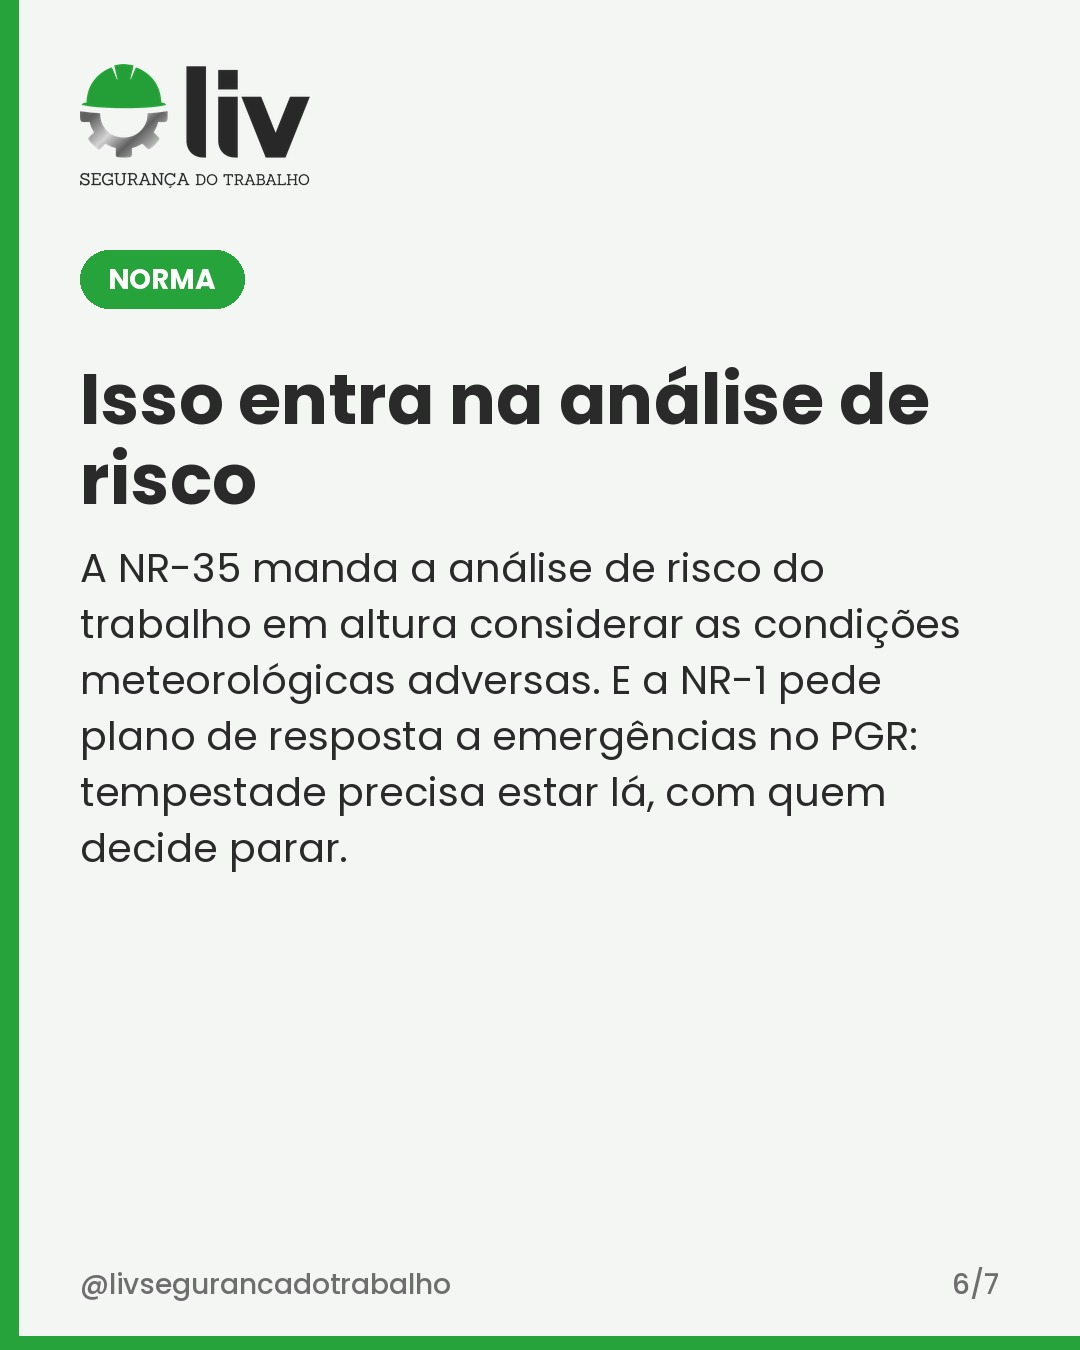 liv
SEGURANÇA DO TRABALHO
NORMA
Isso entra na análise de
risco
A NR-35 manda a análise de risco do
trabalho em altura considerar as condições
meteorológicas adversas. E a NR-1 pede
plano de resposta a emergências no PGR:
tempestade precisa estar lá, com quem
decide parar.
@livsegurancadotrabalho
6/7